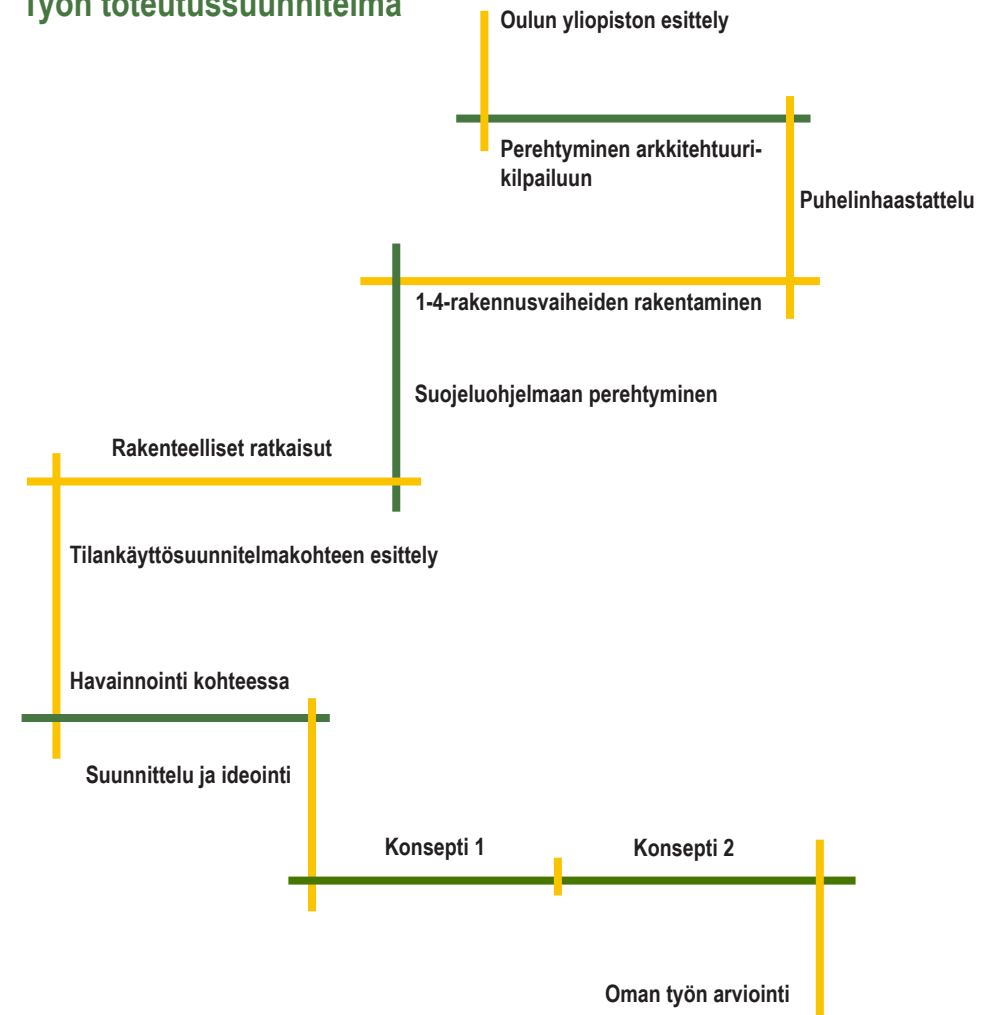 Työn toteutussuunnitelma
Oulun yliopiston esittely
Perehtyminen arkkitehtuuri-
kilpailuun
Puhelinhaastattelu
1-4-rakennusvaiheiden rakentaminen
Suojeluohjelmaan perehtyminen
Rakenteelliset ratkaisut
Tilankäyttösuunnitelmakohteen esittely
Havainnointi kohteessa
Suunnittelu ja ideointi
Konsepti 1
Konsepti 2
Oman työn arviointi